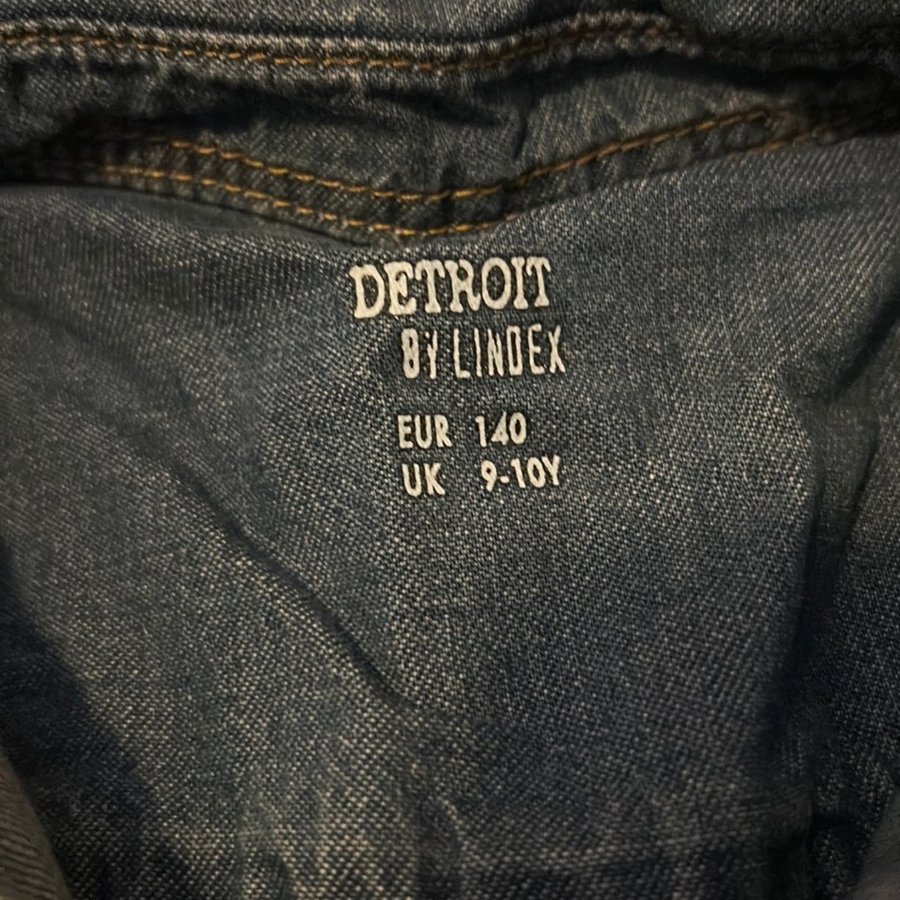 DETROIT
BY LINDEX
EUR 140
UK 9-10Y